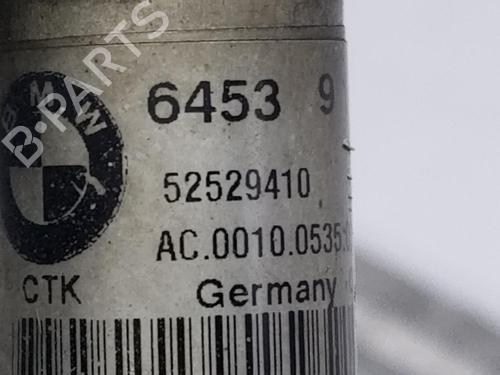 B-PARTS
BMW
6453 9
52529410
AC.0010.0535.
CTK
Germany